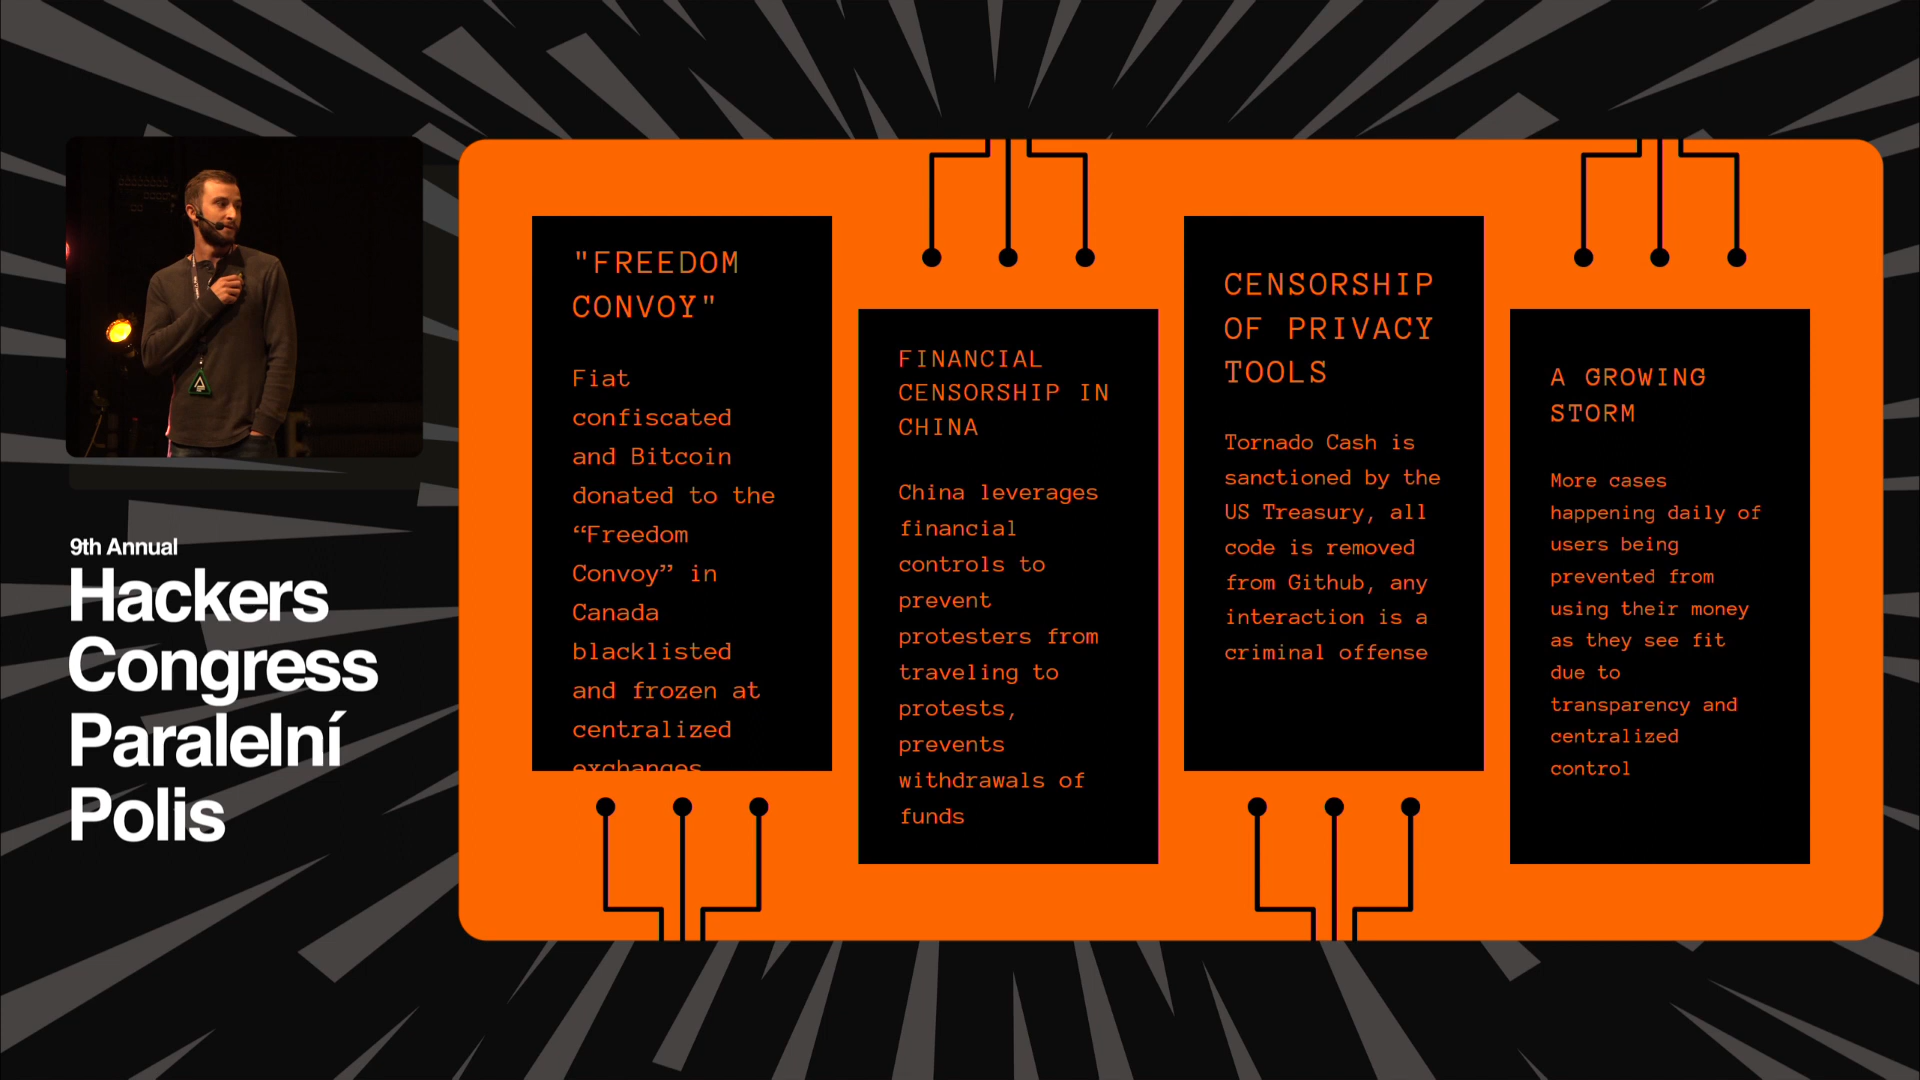 9th Annual
Hackers
Congress
Paralelní
Polis
"FREEDOM
CONVOY"
Fiat
confiscated
and Bitcoin
donated to the
“Freedom
Convoy” in
Canada
blacklisted
and frozen at
centralized
exchanges
FINANCIAL
CENSORSHIP IN
CHINA
China leverages
financial
controls to
prevent
protesters from
traveling to
protests,
prevents
withdrawals of
funds
CENSORSHIP
OF PRIVACY
TOOLS
Tornado Cash is
sanctioned by the
US Treasury, all
code is removed
from Github, any
interaction is a
criminal offense
A GROWING
STORM
More cases
happening daily of
users being
prevented from
using their money
as they see fit
due to
transparency and
centralized
control